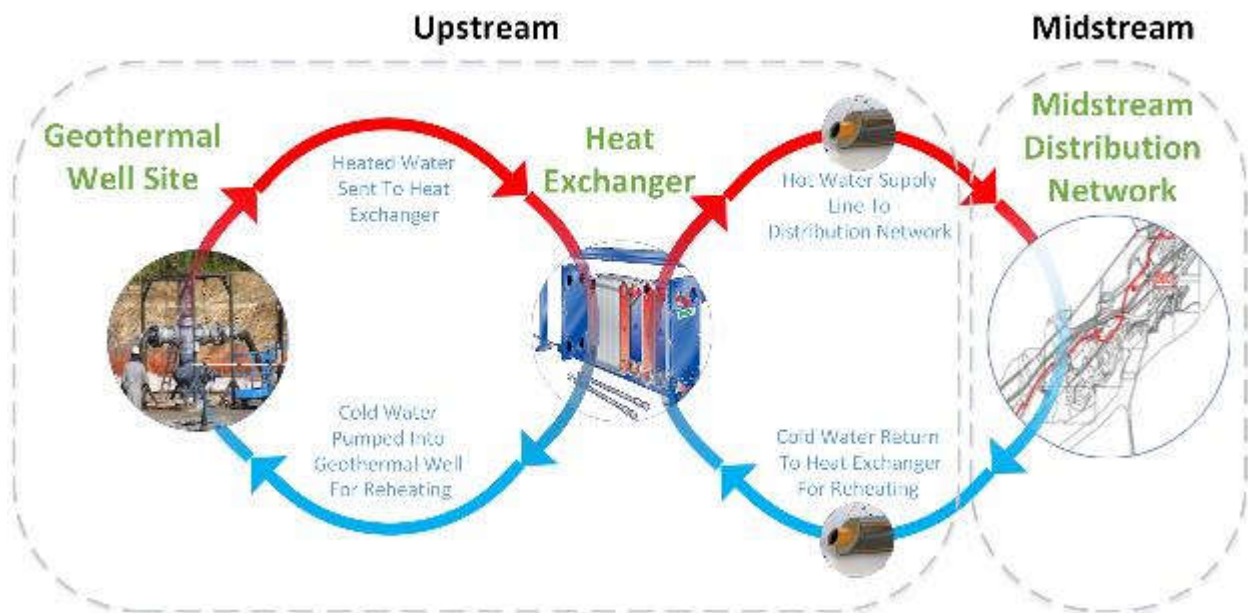 Upstream
Midstream
Geothermal
Well Site
Heated Water
Sent To Heat
Exchanger
Heat
Exchanger
Hot Water Supply
Line To
Distribution Network
Midstream
Distribution
Network
Cold Water
Pumped Into
Geothermal Well
For Reheating
Cold Water Return
To Heat Exchanger
For Reheating